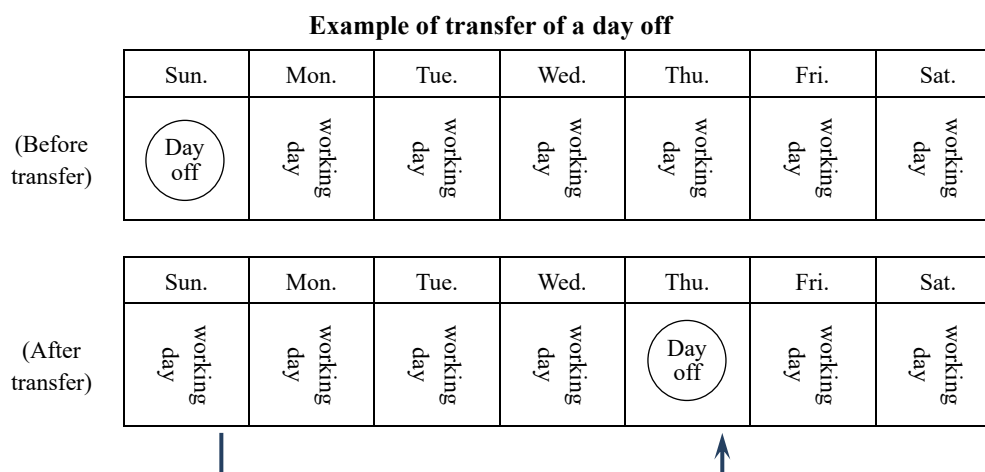 Example of transfer of a day off
Sun. Mon. Tue. Wed. Thu. Fri. Sat.
(Before transfer)
Day off
working day
working day
working day
working day
working day
working day
Sun. Mon. Tue. Wed. Thu. Fri. Sat.
(After transfer)
working day
working day
working day
working day
Day off
working day
working day